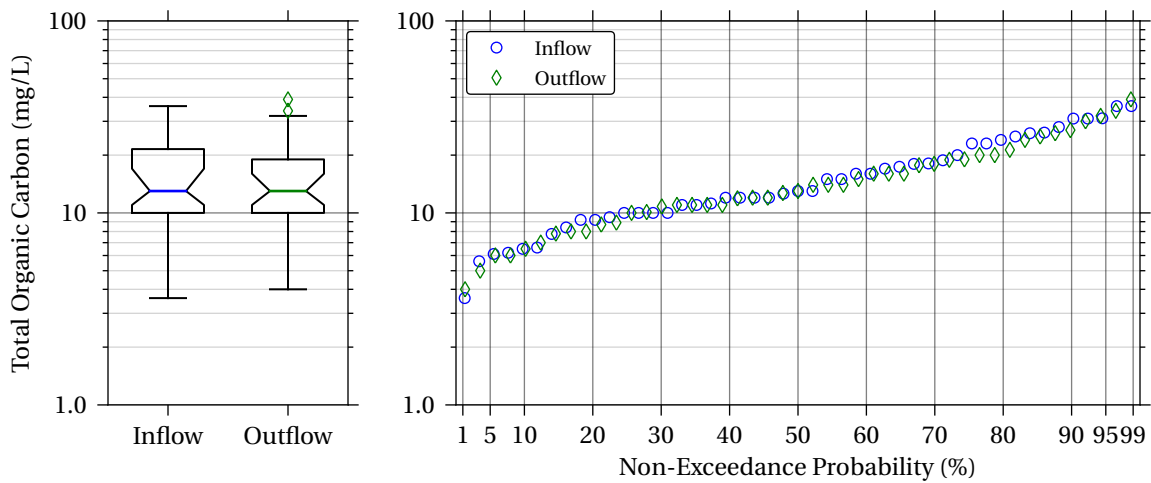 Total Organic Carbon (mg/L)
100
10
1.0
Inflow Outflow
100
10
1.0
Inflow
Outflow
1 5 10 20 30 40 50 60 70 80 90 95 99
Non-Exceedance Probability (%)